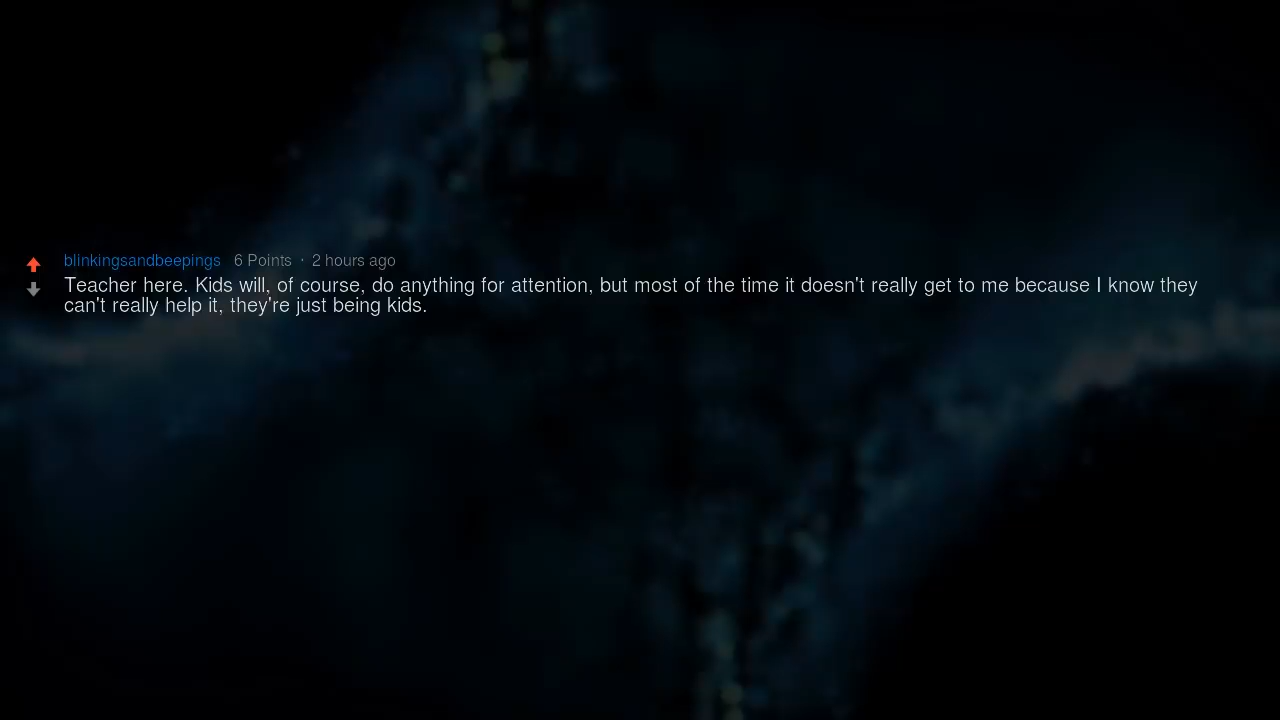 blinkingsandbeepings 6 Points · 2 hours ago
Teacher here. Kids will, of course, do anything for attention, but most of the time it doesn't really get to me because I know they
can't really help it, they're just being kids.